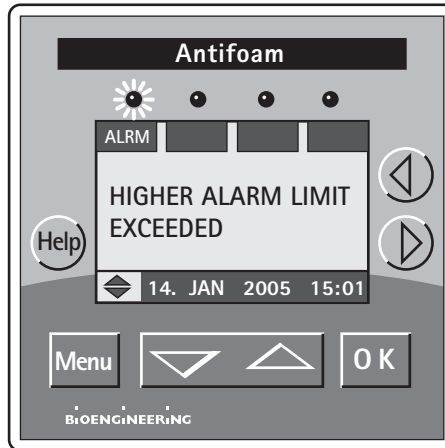 Antifoam
ALRM
HIGHER ALARM LIMIT
EXCEEDED
Help
14. JAN 2005 15:01
Menu
OK
BiOENGiNEERiNG